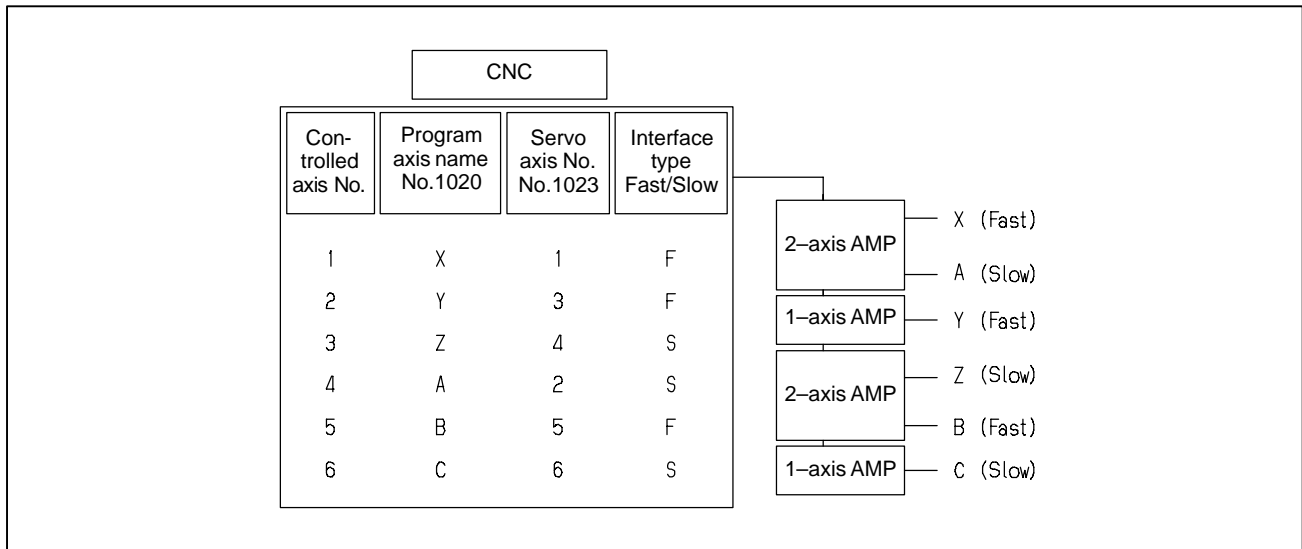 CNC
Con-
trolled
axis No.
Program
axis name
No.1020
Servo
axis No.
No.1023
Interface
type
Fast/Slow
1 X 1 F
2 Y 3 F
3 Z 4 S
4 A 2 S
5 B 5 F
6 C 6 S
2–axis AMP
X (Fast)
A (Slow)
1–axis AMP
Y (Fast)
2–axis AMP
Z (Slow)
B (Fast)
1–axis AMP
C (Slow)